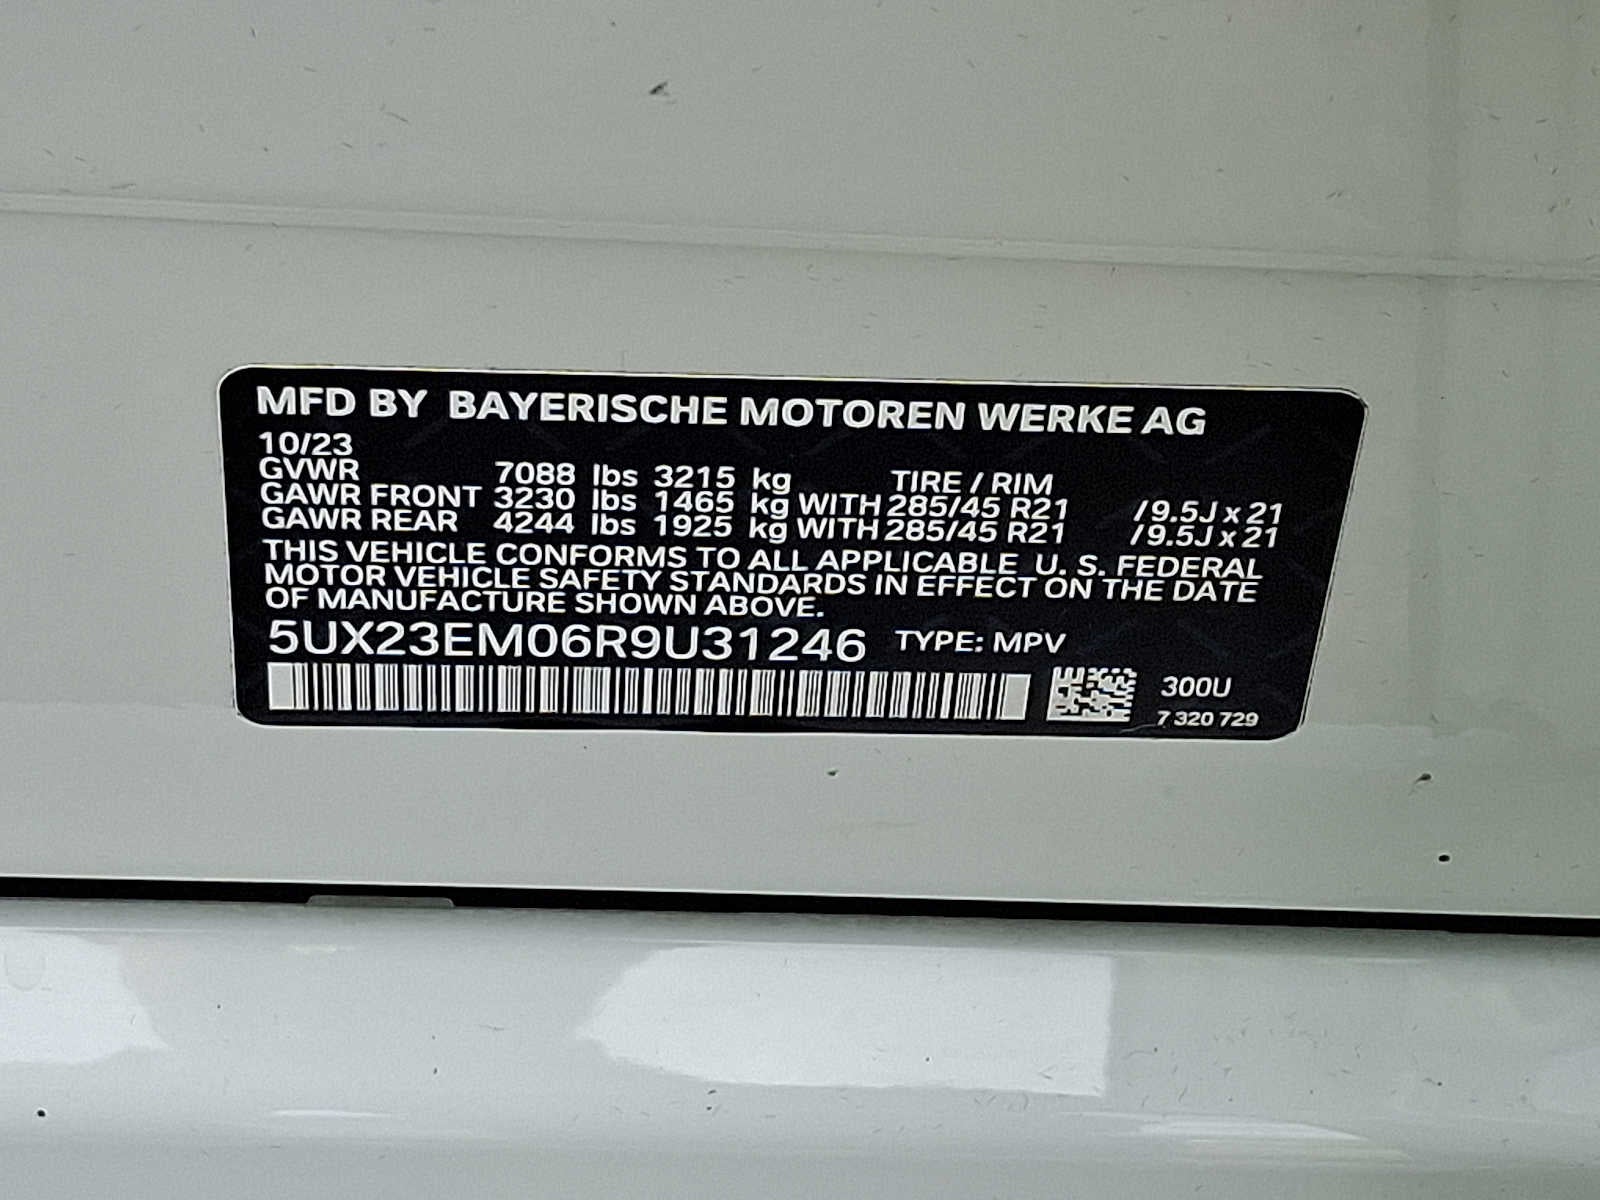 MFD BY BAYERISCHE MOTOREN WERKE AG
10/23
GVWR 7088 lbs 3215 kg TIRE / RIM
GAWR FRONT 3230 lbs 1465 kg WITH 285/45 R21 /9.5J x 21
GAWR REAR 4244 lbs 1925 kg WITH 285/45 R21 /9.5J x 21
THIS VEHICLE CONFORMS TO ALL APPLICABLE U. S. FEDERAL
MOTOR VEHICLE SAFETY STANDARDS IN EFFECT ON THE DATE
OF MANUFACTURE SHOWN ABOVE.
5UX23EM06R9U31246 TYPE: MPV
300U
7 320 729